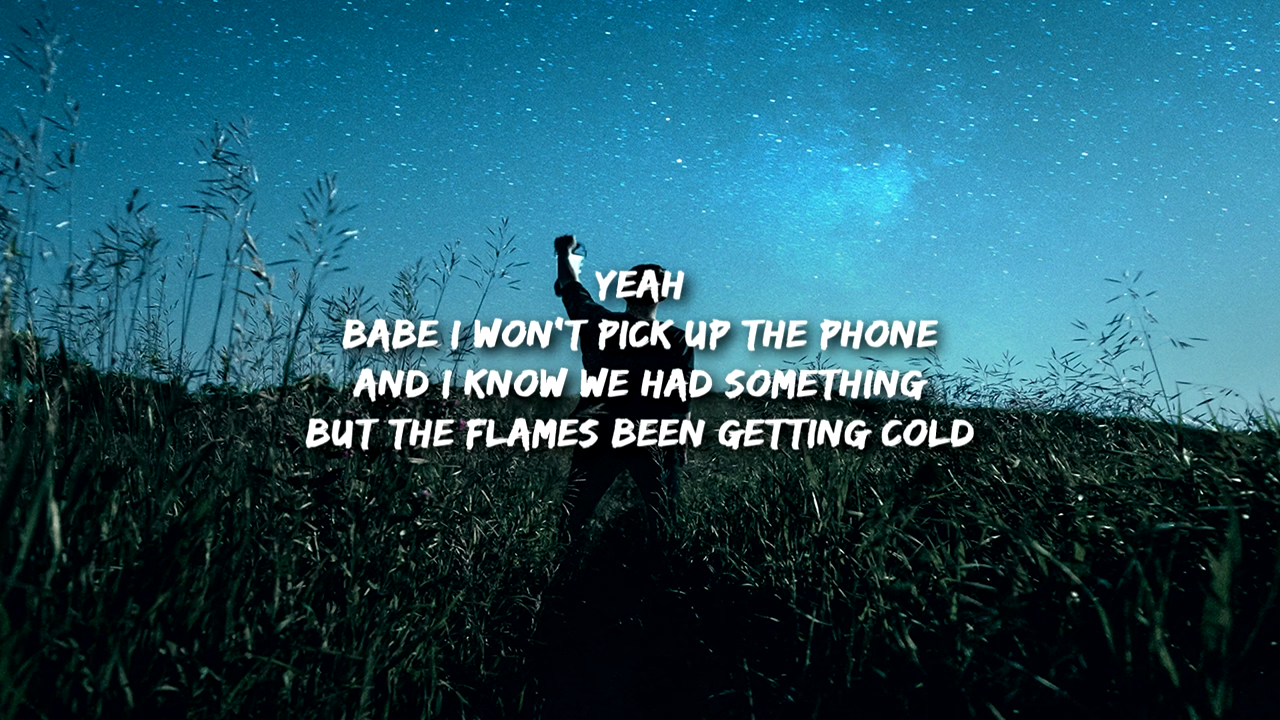 YEAH
BABE I WON'T PICK UP THE PHONE
AND I KNOW WE HAD SOMETHING
BUT THE FLAMES BEEN GETTING COLD